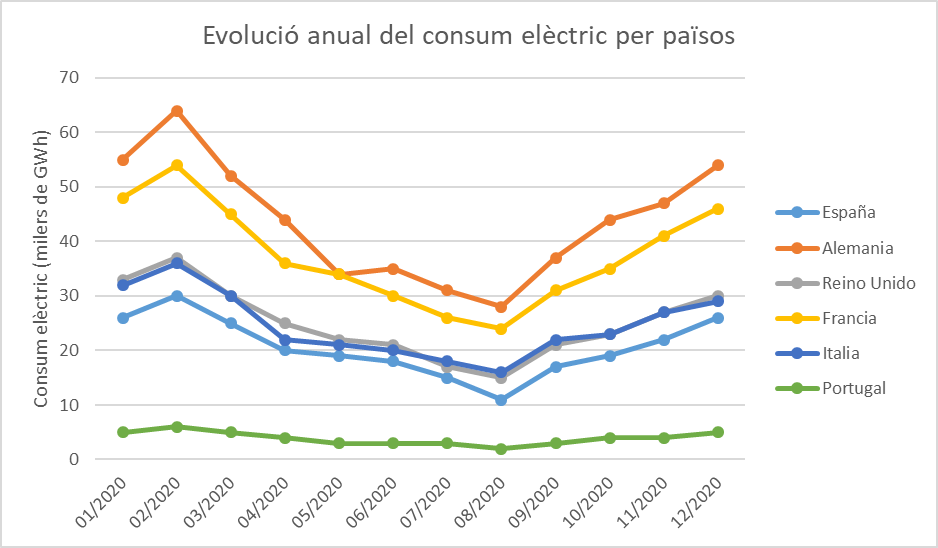 Evolució anual del consum elèctric per països
Consum elèctric (milers de GWh)
70
60
50
40
30
20
10
0
01/2020
02/2020
03/2020
04/2020
05/2020
06/2020
07/2020
08/2020
09/2020
10/2020
11/2020
12/2020
España
Alemania
Reino Unido
Francia
Italia
Portugal